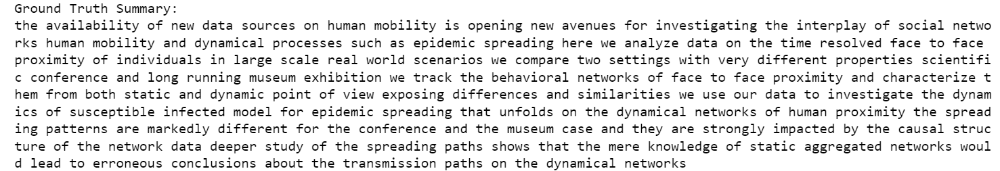 Ground Truth Summary:
the availability of new data sources on human mobility is opening new avenues for investigating the interplay of social netwo
rks human mobility and dynamical processes such as epidemic spreading here we analyze data on the time resolved face to face
proximity of individuals in large scale real world scenarios we compare two settings with very different properties scientifi
c conference and long running museum exhibition we track the behavioral networks of face to face proximity and characterize t
hem from both static and dynamic point of view exposing differences and similarities we use our data to investigate the dynam
ics of susceptible infected model for epidemic spreading that unfolds on the dynamical networks of human proximity the spread
ing patterns are markedly different for the conference and the museum case and they are strongly impacted by the causal struc
ture of the network data deeper study of the spreading paths shows that the mere knowledge of static aggregated networks woul
d lead to erroneous conclusions about the transmission paths on the dynamical networks